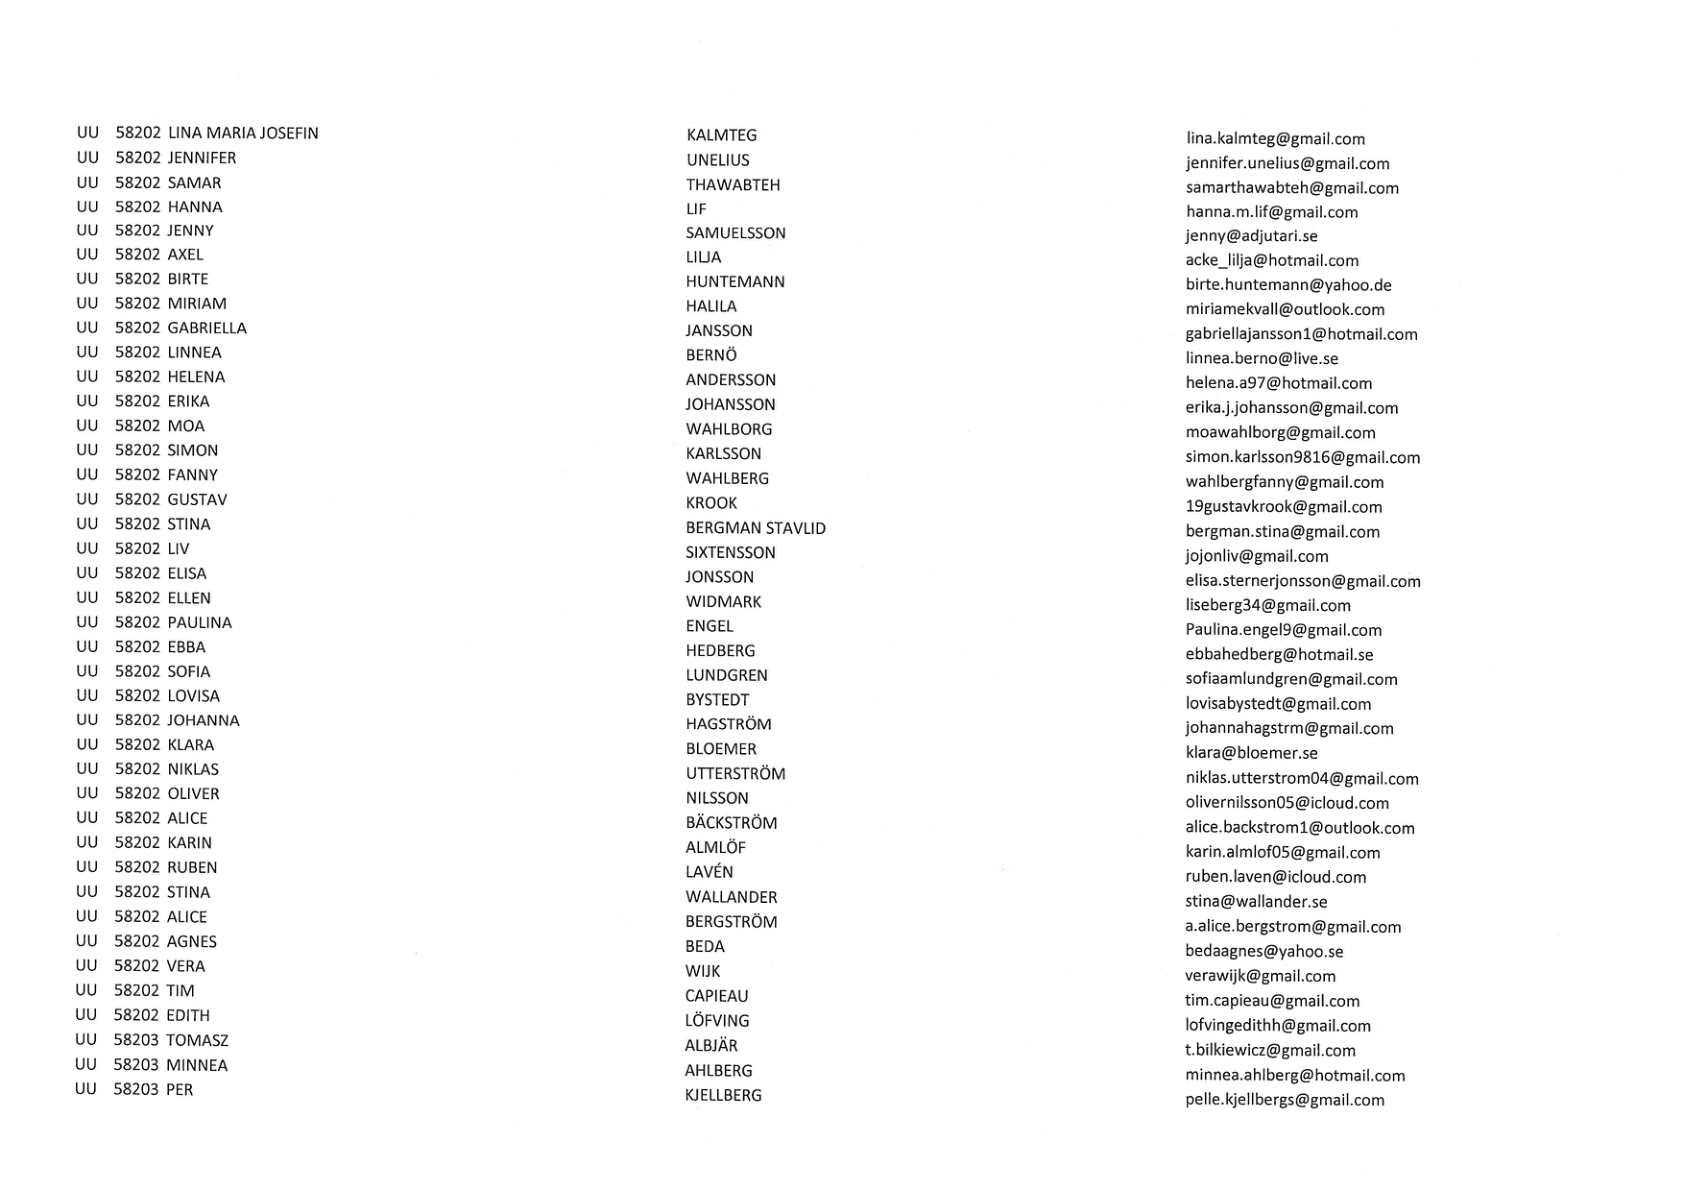 UU 58202 LINA MARIA JOSEFIN KALMTEG lina.kalmteg@gmail.com
UU 58202 JENNIFER UNELIUS jennifer.unelius@gmail.com
UU 58202 SAMAR THAWABTEH samarthawabteh@gmail.com
UU 58202 HANNA LIF hanna.m.lif@gmail.com
UU 58202 JENNY SAMUELSSON jenny@adjutari.se
UU 58202 AXEL LILJA acke_lilja@hotmail.com
UU 58202 BIRTE HUNTEMANN birte.huntemann@yahoo.de
UU 58202 MIRIAM HALILA miriamekvall@outlook.com
UU 58202 GABRIELLA JANSSON gabriellajansson1@hotmail.com
UU 58202 LINNEA BERNÖ linnea.berno@live.se
UU 58202 HELENA ANDERSSON helena.a97@hotmail.com
UU 58202 ERIKA JOHANSSON erika.j.johansson@gmail.com
UU 58202 MOA WAHLBORG moawahlborg@gmail.com
UU 58202 SIMON KARLSSON simon.karlsson9816@gmail.com
UU 58202 FANNY WAHLBERG wahlbergfanny@gmail.com
UU 58202 GUSTAV KROOK 19gustavkrook@gmail.com
UU 58202 STINA BERGMAN STAVLID bergman.stina@gmail.com
UU 58202 LIV SIXTENSSON jojonliv@gmail.com
UU 58202 ELISA JONSSON elisa.sternerjonsson@gmail.com
UU 58202 ELLEN WIDMARK liseberg34@gmail.com
UU 58202 PAULINA ENGEL Paulina.engel9@gmail.com
UU 58202 EBBA HEDBERG ebbahedberg@hotmail.se
UU 58202 SOFIA LUNDGREN sofiaamlundgren@gmail.com
UU 58202 LOVISA BYSTEDT lovisabystedt@gmail.com
UU 58202 JOHANNA HAGSTRÖM johannahagstrm@gmail.com
UU 58202 KLARA BLOEMER klara@bloemer.se
UU 58202 NIKLAS UTTERSTRÖM niklas.utterstrom04@gmail.com
UU 58202 OLIVER NILSSON olivernilsson05@icloud.com
UU 58202 ALICE BÄCKSTRÖM alice.backstrom1@outlook.com
UU 58202 KARIN ALMLÖF karin.almlof05@gmail.com
UU 58202 RUBEN LAVÉN ruben.laven@icloud.com
UU 58202 STINA WALLANDER stina@wallander.se
UU 58202 ALICE BERGSTRÖM a.alice.bergstrom@gmail.com
UU 58202 AGNES BEDA bedaagnes@yahoo.se
UU 58202 VERA WIJK verawijk@gmail.com
UU 58202 TIM CAPIEAU tim.capieau@gmail.com
UU 58202 EDITH LÖFVING lofvingedithh@gmail.com
UU 58203 TOMASZ ALBJÄR t.bilkiewicz@gmail.com
UU 58203 MINNEA AHLBERG minnea.ahlberg@hotmail.com
UU 58203 PER KJELLBERG pelle.kjellbergs@gmail.com